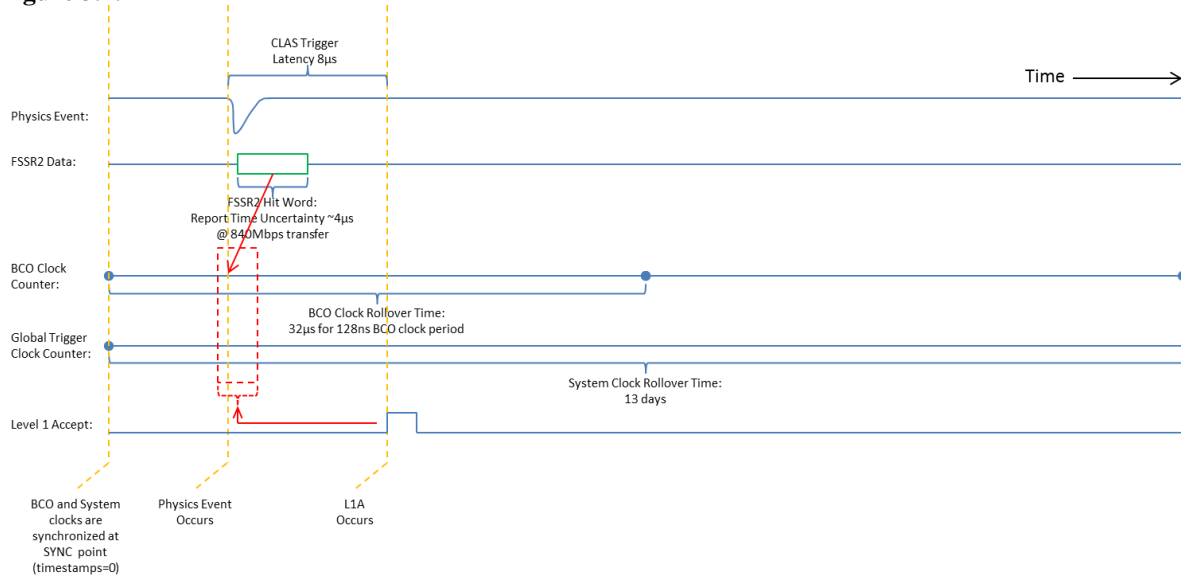 CLAS Trigger
Latency 8µs
Time
Physics Event:
FSSR2 Data:
FSSR2 Hit Word:
Report Time Uncertainty ~4µs
@ 840Mbps transfer
BCO Clock
Counter:
BCO Clock Rollover Time:
32µs for 128ns BCO clock period
Global Trigger
Clock Counter:
System Clock Rollover Time:
13 days
Level 1 Accept:
BCO and System
clocks are
synchronized at
SYNC point
(timestamps=0)
Physics Event
Occurs
L1A
Occurs